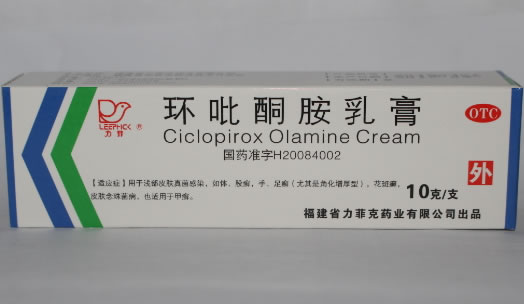 LEEPHICK ®
力菲
环吡酮胺乳膏
OTC
Ciclopirox Olamine Cream
国药准字H20084002
外
【适应症】用于浅部皮肤真菌感染，如体、股癣，手、足癣（尤其是角化增厚型），花斑癣，
皮肤念珠菌病，也适用于甲癣。
10克/支
福建省力菲克药业有限公司出品